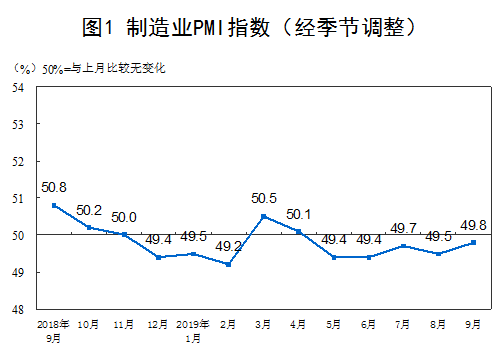 图1 制造业PMI指数（经季节调整）
（%）50%=与上月比较无变化
54
53
52
51
50
49
48
50.8
50.2
50.0
49.4
49.5
49.2
50.5
50.1
49.4
49.4
49.7
49.5
49.8
2018年
9月
10月
11月
12月
2019年
1月
2月
3月
4月
5月
6月
7月
8月
9月